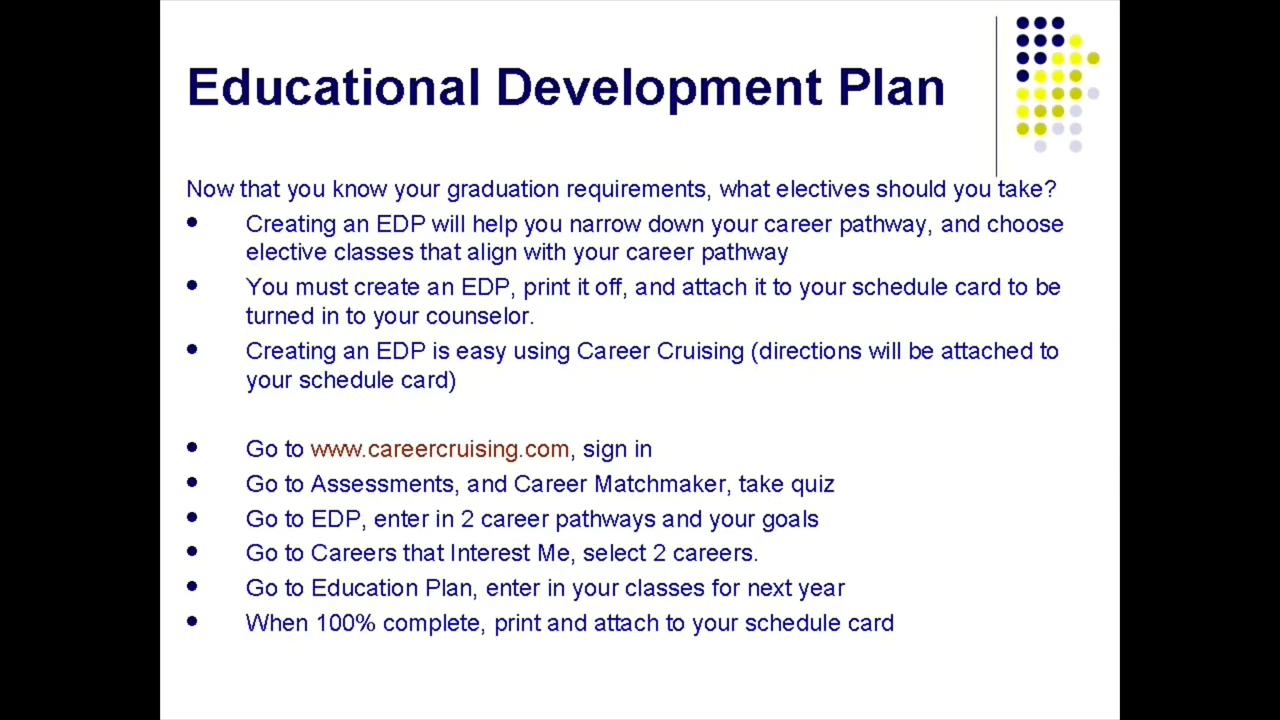 Educational Development Plan
Now that you know your graduation requirements, what electives should you take?
● Creating an EDP will help you narrow down your career pathway, and choose
elective classes that align with your career pathway
● You must create an EDP, print it off, and attach it to your schedule card to be
turned in to your counselor.
● Creating an EDP is easy using Career Cruising (directions will be attached to
your schedule card)
● Go to www.careercruising.com, sign in
● Go to Assessments, and Career Matchmaker, take quiz
● Go to EDP, enter in 2 career pathways and your goals
● Go to Careers that Interest Me, select 2 careers.
● Go to Education Plan, enter in your classes for next year
● When 100% complete, print and attach to your schedule card